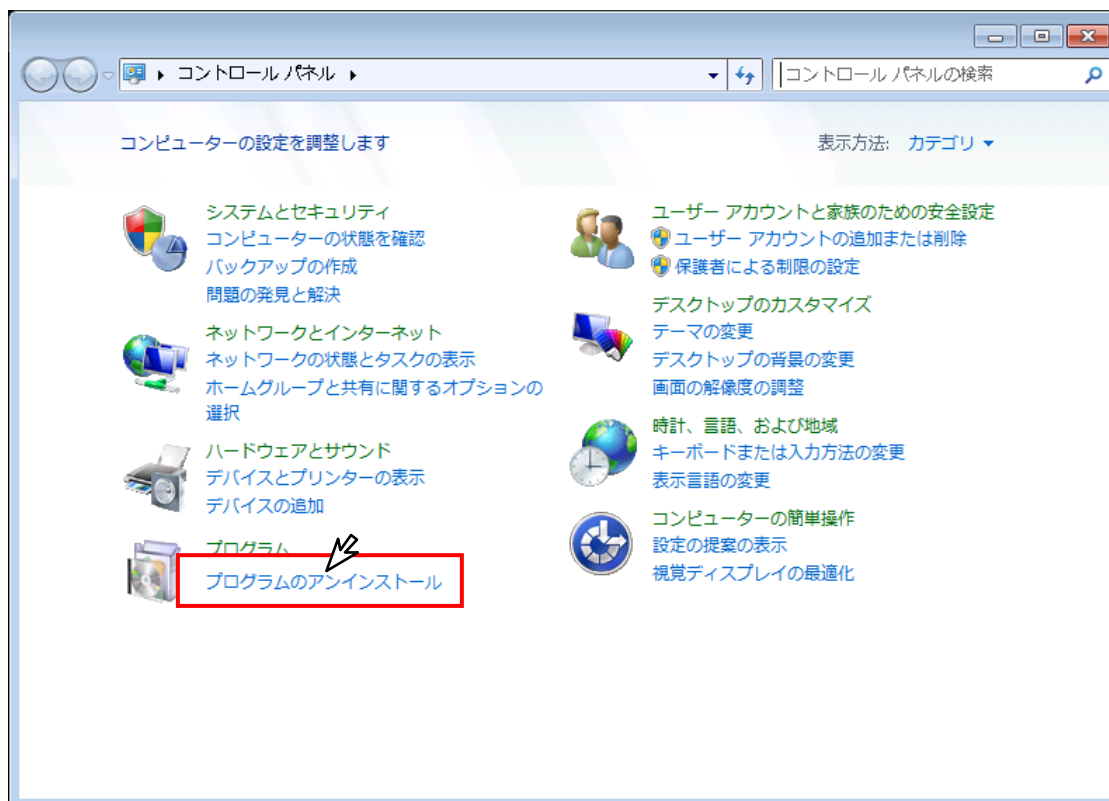 コントロール パネル
コントロール パネルの検索
コンピューターの設定を調整します
表示方法: カテゴリ
システムとセキュリティ
コンピューターの状態を確認
バックアップの作成
問題の発見と解決
ネットワークとインターネット
ネットワークの状態とタスクの表示
ホームグループと共有に関するオプションの
選択
ハードウェアとサウンド
デバイスとプリンターの表示
デバイスの追加
プログラム
プログラムのアンインストール
ユーザー アカウントと家族のための安全設定
ユーザー アカウントの追加または削除
保護者による制限の設定
デスクトップのカスタマイズ
テーマの変更
デスクトップの背景の変更
画面の解像度の調整
時計、言語、および地域
キーボードまたは入力方法の変更
表示言語の変更
コンピューターの簡単操作
設定の提案の表示
視覚ディスプレイの最適化